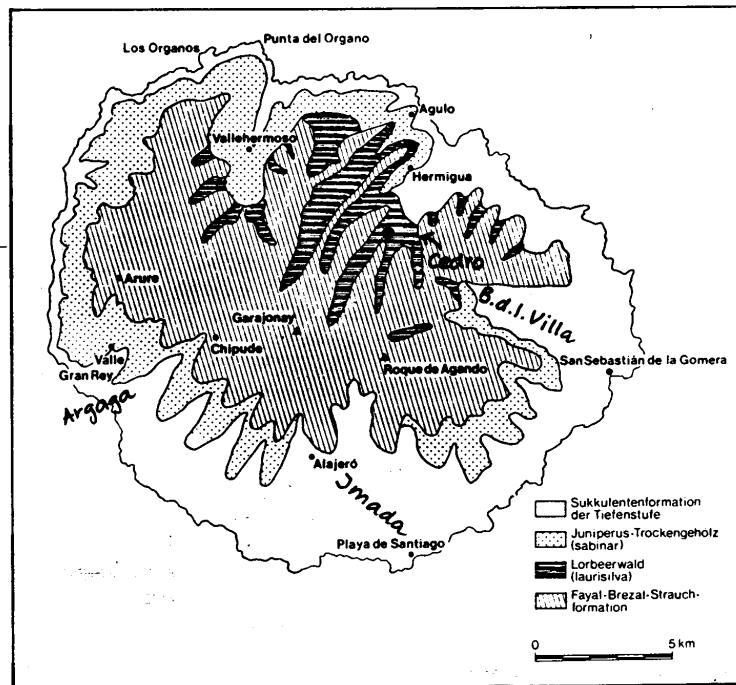 Punta del Organo
Los Organos
Agulo
Vallehermoso
Hermigua
Cedro
Arure
B.d.l. Villa
Garajonay
Valle
Gran Rey
Chipude
Roque de Agando
San Sebastián de la Gomera
Argaga
Alajeró
Imada
Playa de Santiago
Sukkulentenformation
der Tiefenstufe
Juniperus-Trockengehölz
(sabinar)
Lorbeerwald
(laurisilva)
Fayal-Brezal-Strauch-
formation
0 5 km